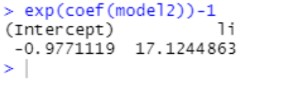 > exp(coef(model2))-1
(Intercept) li
-0.9771119 17.1244863
>